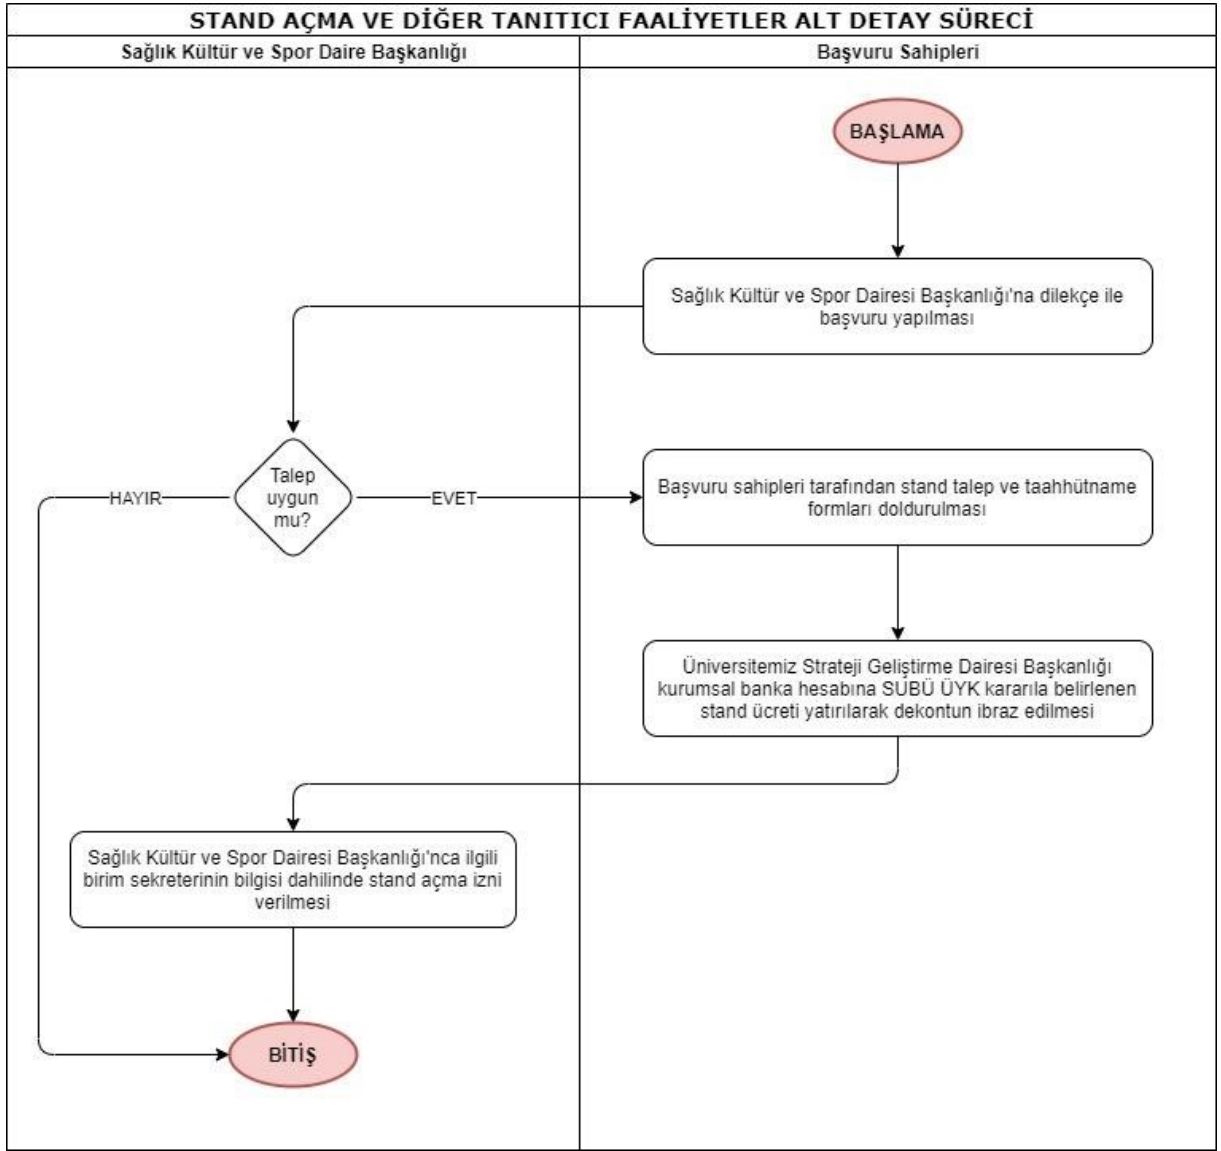 STAND AÇMA VE DİĞER TANITICI FAALİYETLER ALT DETAY SÜRECİ
Sağlık Kültür ve Spor Daire Başkanlığı
Başvuru Sahipleri
BAŞLAMA
Sağlık Kültür ve Spor Dairesi Başkanlığı'na dilekçe ile
başvuru yapılması
Talep
uygun
mu?
HAYIR
EVET
Başvuru sahipleri tarafından stand talep ve taahhütname
formları doldurulması
Üniversitemiz Strateji Geliştirme Dairesi Başkanlığı
kurumsal banka hesabına SUBÜ ÜYK kararıla belirlenen
stand ücreti yatırılarak dekontun ibraz edilmesi
Sağlık Kültür ve Spor Dairesi Başkanlığı'nca ilgili
birim sekreterinin bilgisi dahilinde stand açma izni
verilmesi
BİTİŞ